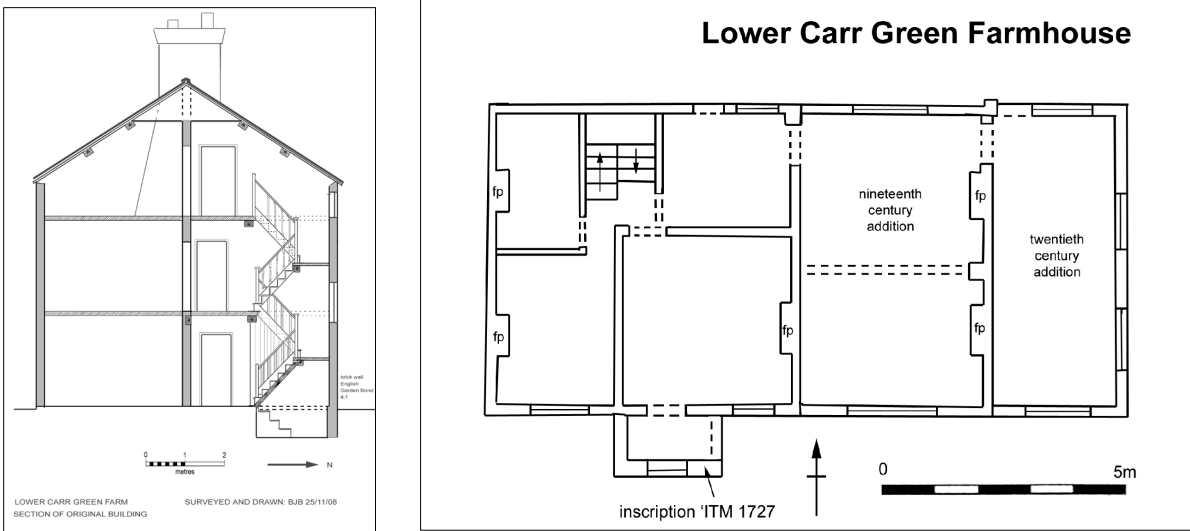 brick wall
English
Garden Bond
4:1
0 1 2
metres
N
LOWER CARR GREEN FARM SURVEYED AND DRAWN: BJB 25/11/08
SECTION OF ORIGINAL BUILDING
Lower Carr Green Farmhouse
fp
fp
nineteenth
century
addition
twentieth
century
addition
fp
fp
fp
inscription ‘ITM 1727
0 5m